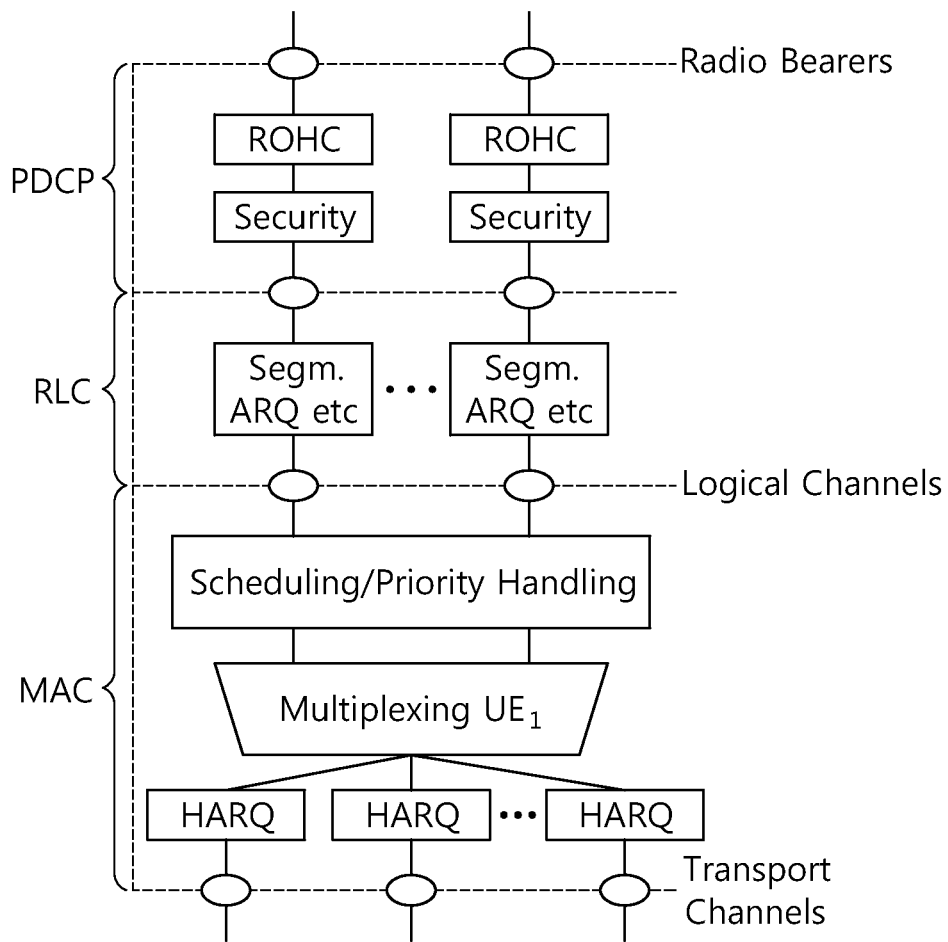 Radio Bearers
ROHC
ROHC
PDCP
Security
Security
Segm.
ARQ etc
Segm.
ARQ etc
RLC
Logical Channels
Scheduling/Priority Handling
MAC
Multiplexing UE₁
HARQ
HARQ
HARQ
Transport
Channels